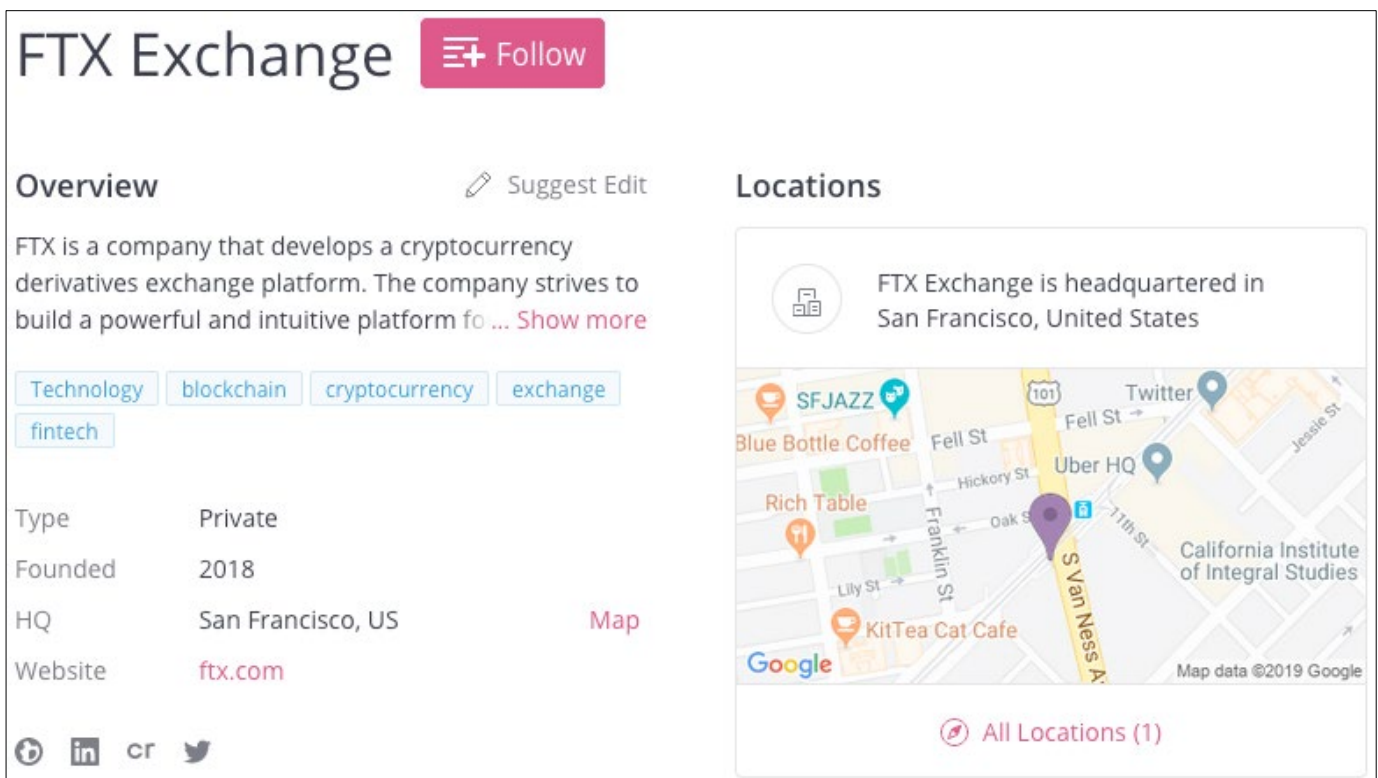 FTX Exchange
Follow
Overview
Suggest Edit
FTX is a company that develops a cryptocurrency
derivatives exchange platform. The company strives to
build a powerful and intuitive platform fo ... Show more
Technology blockchain cryptocurrency exchange
fintech
Type Private
Founded 2018
HQ San Francisco, US Map
Website ftx.com
in cr
Locations
FTX Exchange is headquartered in
San Francisco, United States
SFJAZZ
101
Twitter
Fell St
Jessie St
Blue Bottle Coffee
Fell St
Uber HQ
Hickory St
Rich Table
Franklin St
Oak S
11th St
California Institute
of Integral Studies
Lily St
S Van Ness A
KitTea Cat Cafe
Google
Map data ©2019 Google
All Locations (1)